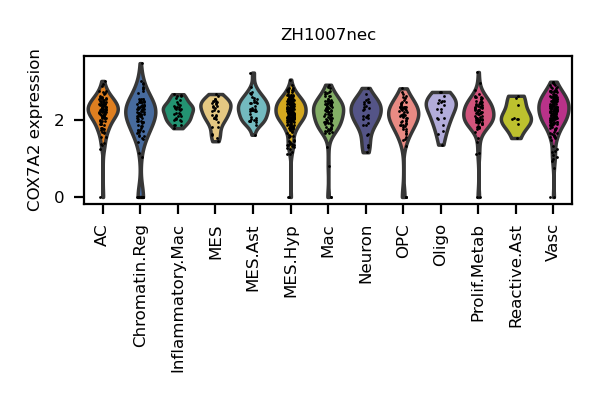 ZH1007nec
COX7A2 expression
2
0
AC
Chromatin.Reg
Inflammatory.Mac
MES
MES.Ast
MES.Hyp
Mac
Neuron
OPC
Oligo
Prolif.Metab
Reactive.Ast
Vasc